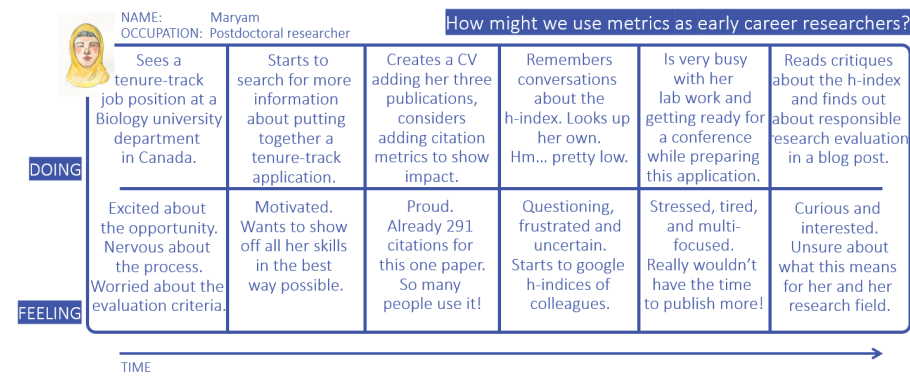 NAME: Maryam
OCCUPATION: Postdoctoral researcher
How might we use metrics as early career researchers?
DOING
Sees a
tenure-track
job position at a
Biology university
department
in Canada.
Starts to
search for more
information
about putting
together a
tenure-track
application.
Creates a CV
adding her three
publications,
considers
adding citation
metrics to show
impact.
Remembers
conversations
about the
h-index. Looks up
her own.
Hm... pretty low.
Is very busy
with her
lab work and
getting ready for
a conference
while preparing
this application.
Reads critiques
about the h-index
and finds out
about responsible
research evaluation
in a blog post.
FEELING
Excited about
the opportunity.
Nervous about
the process.
Worried about the
evaluation criteria.
Motivated.
Wants to show
off all her skills
in the best
way possible.
Proud.
Already 291
citations for
this one paper.
So many
people use it!
Questioning,
frustrated and
uncertain.
Starts to google
h-indices of
colleagues.
Stressed, tired,
and multi-
focused.
Really wouldn't
have the time
to publish more!
Curious and
interested.
Unsure about
what this means
for her and her
research field.
TIME